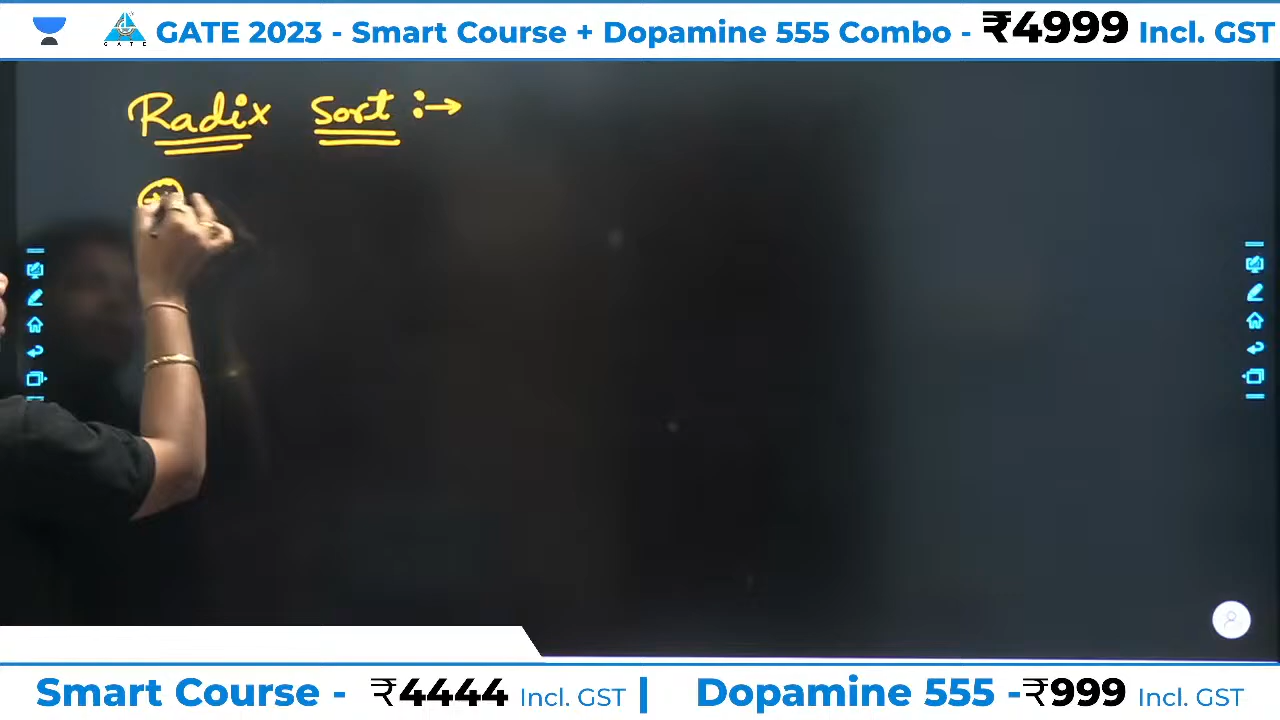 GATE
GATE 2023 - Smart Course + Dopamine 555 Combo - ₹4999 Incl. GST
Radix Sort :→
Smart Course - ₹4444 Incl. GST | Dopamine 555 -₹999 Incl. GST